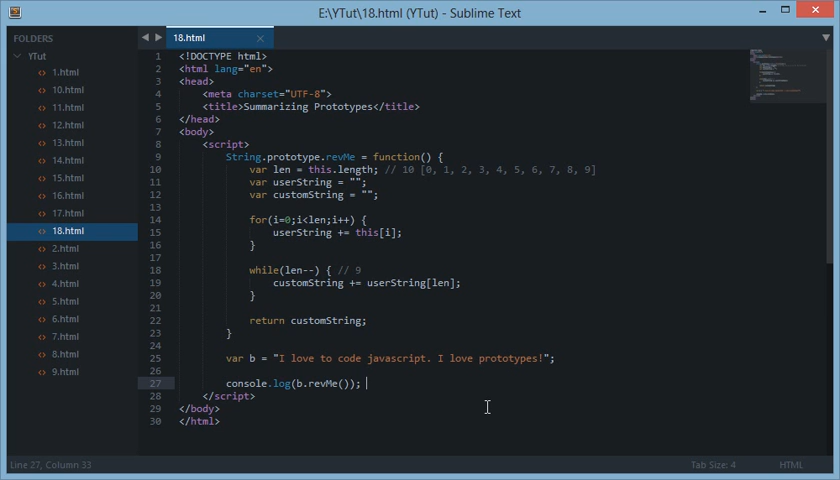 E:\YTut\18.html (YTut) - Sublime Text
FOLDERS
YTut
1.html
10.html
11.html
12.html
13.html
14.html
15.html
16.html
17.html
18.html
2.html
3.html
4.html
5.html
6.html
7.html
8.html
9.html
18.html
1 <!DOCTYPE html>
2 <html lang="en">
3 <head>
4 <meta charset="UTF-8">
5 <title>Summarizing Prototypes</title>
6 </head>
7 <body>
8 <script>
9 String.prototype.revMe = function() {
10 var len = this.length; // 10 [0, 1, 2, 3, 4, 5, 6, 7, 8, 9]
11 var userString = "";
12 var customString = "";
13
14 for(i=0;i<len;i++) {
15 userString += this[i];
16 }
17
18 while(len--) { // 9
19 customString += userString[len];
20 }
21
22 return customString;
23 }
24
25 var b = "I love to code javascript. I love prototypes!";
26
27 console.log(b.revMe());
28 </script>
29 </body>
30 </html>
Line 27, Column 33
Tab Size: 4
HTML